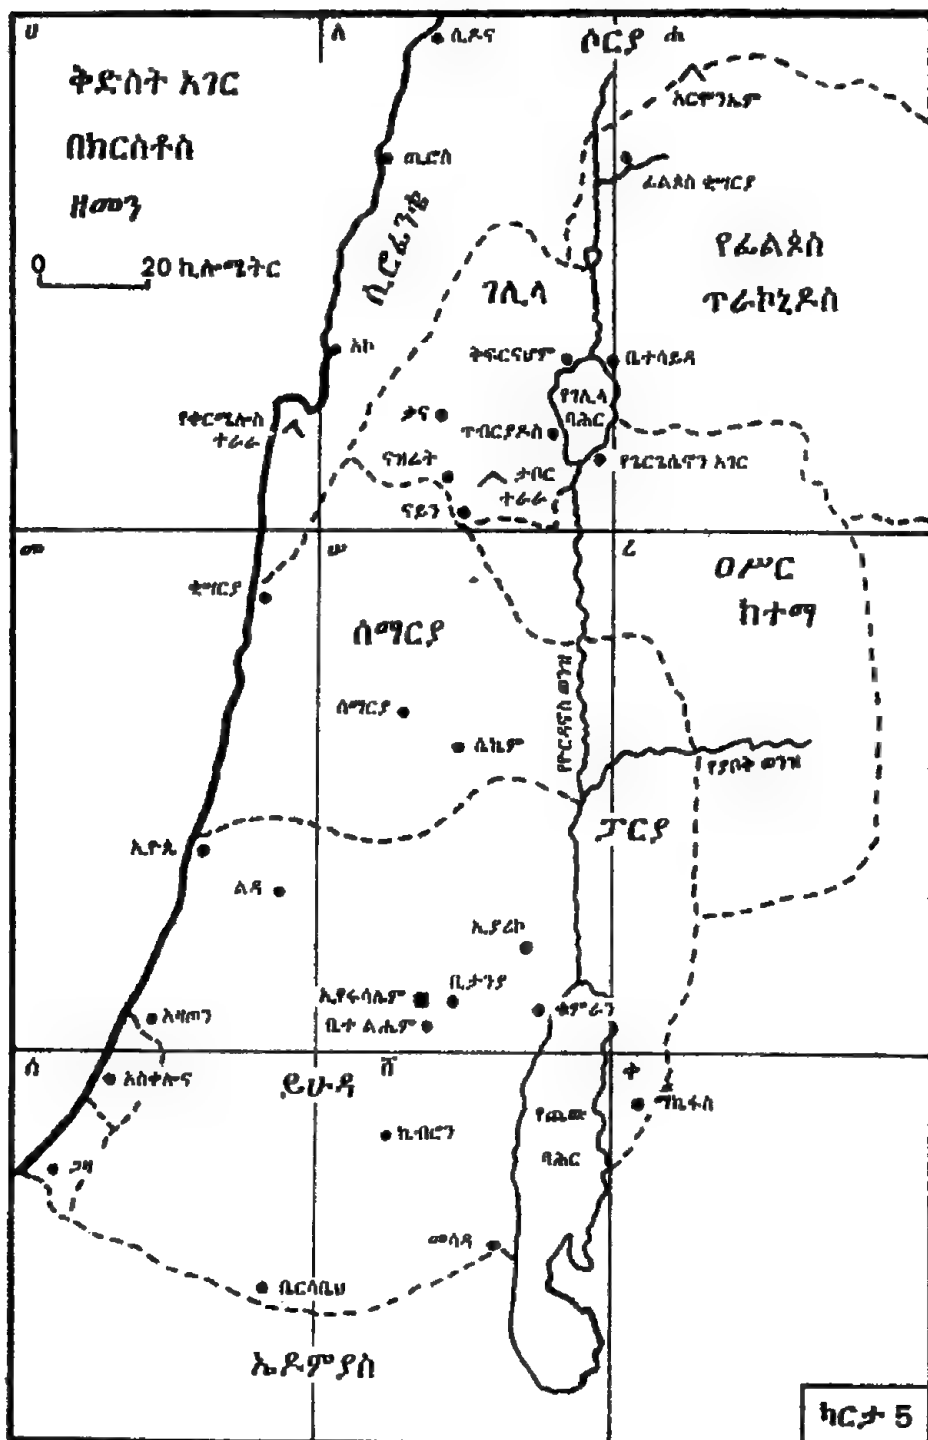 ሀ
ለ
ሐ
ቅድስት አገር
በክርስቶስ
ዘመን
0 20 ኪሎሜትር
ሲዶና
ሶርያ
አርሞንኤም
ጢሮስ
ፊልጶስ ቂሣርያ
ሲሮፊንቄ
የፊልጶስ
ጥራኮኒዶስ
ገሊላ
አኮ
ቅፍርናሆም
ቤተሳይዳ
የገሊላ
ባሕር
የቀርሜሎስ
ተራራ
ቃና
ጥብርያዶስ
ናዝሬት
ታቦር
ተራራ
የጌርጌሴኖን አገር
ናይን
መ
ሠ
ረ
ዐሥር
ከተማ
ቂሣርያ
ሰማርያ
የዮርዳኖስ ወንዝ
ሰማርያ
ሴኬም
የያቦቅ ወንዝ
ፓርያ
ኢዮጴ
ልዳ
ኢያሪኮ
ኢየሩሳሌም
ቢታንያ
ቤተ ልሔም
ቁምራን
አዛጦን
ሰ
ሸ
ቀ
አስቀሎና
ይሁዳ
ማኬፋስ
የጨው
ባሕር
ኬብሮን
ጋዛ
መሳዳ
ቤርሳቤህ
ኤዶምያስ
ካርታ 5